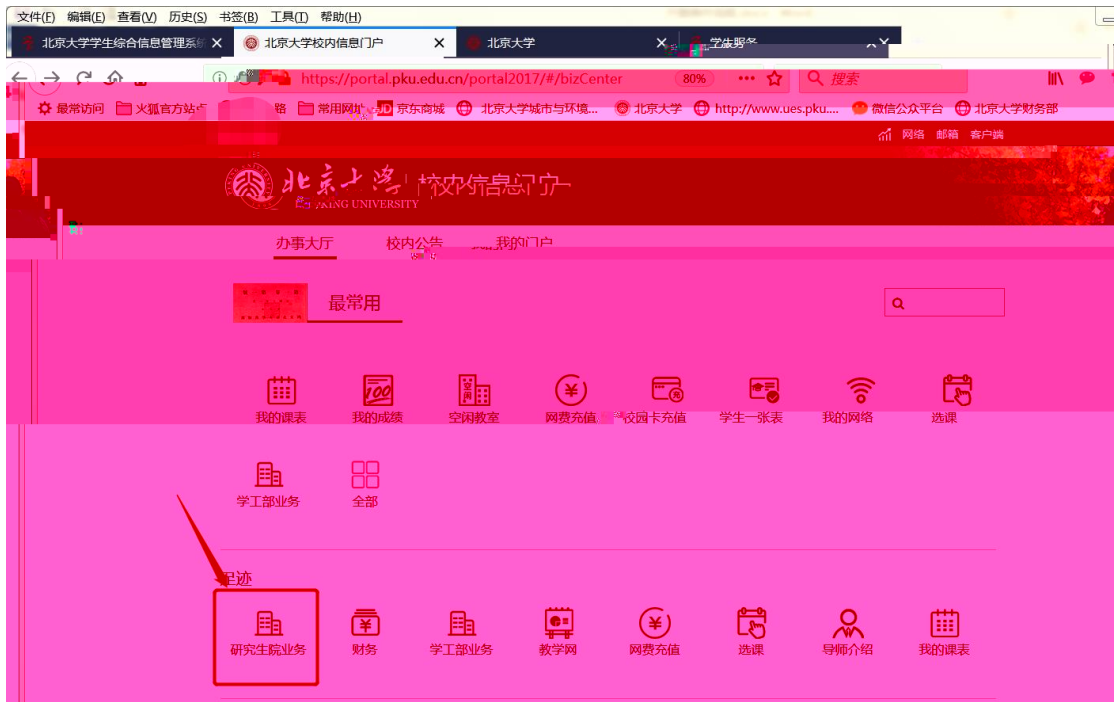 文件(F) 编辑(E) 查看(V) 历史(S) 书签(B) 工具(T) 帮助(H)
北京大学学生综合信息管理系统 北京大学校内信息门户 北京大学
https://portal.pku.edu.cn/portal2017/#/bizCenter 80% 搜索
最常访问 火狐官方站点 常用网址 JD 京东商城 北京大学城市与环境... 北京大学 http://www.ues.pku.... 微信公众平台 北京大学财务部
网络 邮箱 客户端
北京大学 校内信息门户
UNIVERSITY
办事大厅 校内公告 我的门户
最常用
我的课表 我的成绩 空闲教室 网费充值 校园卡充值 学生一张表 我的网络 选课
学工部业务 全部
足迹
研究生院业务 财务 学工部业务 教学网 网费充值 选课 导师介绍 我的课表